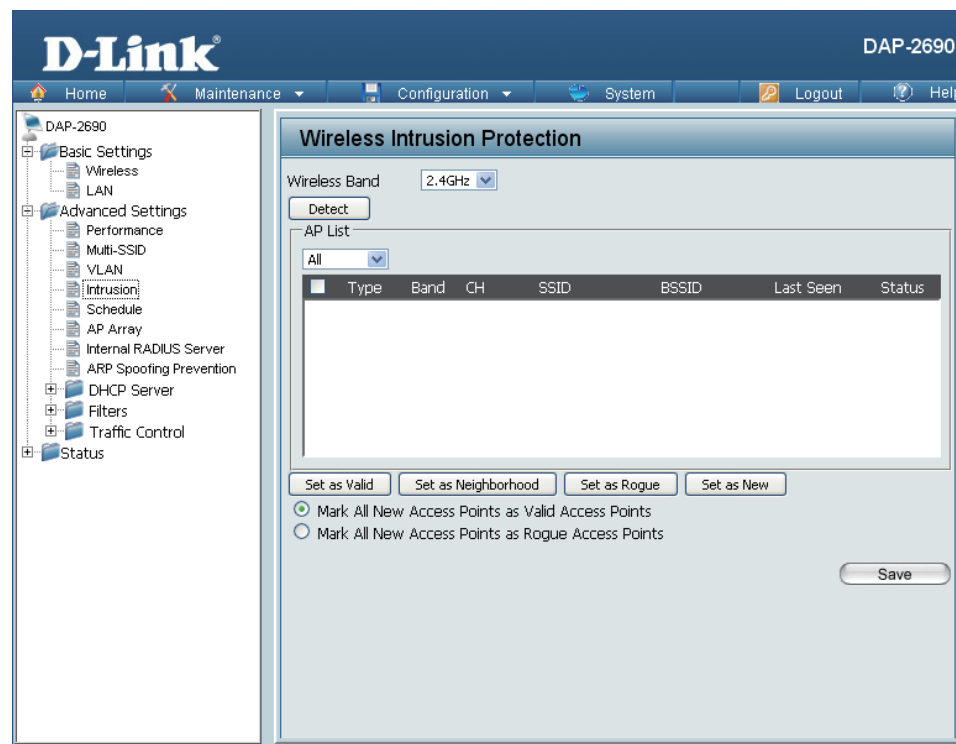 D-Link®
DAP-2690
Home Maintenance Configuration System Logout Help
DAP-2690
Basic Settings
Wireless
LAN
Advanced Settings
Performance
Multi-SSID
VLAN
Intrusion
Schedule
AP Array
Internal RADIUS Server
ARP Spoofing Prevention
DHCP Server
Filters
Traffic Control
Status
Wireless Intrusion Protection
Wireless Band 2.4GHz
Detect
AP List
All
Type Band CH SSID BSSID Last Seen Status
Set as Valid Set as Neighborhood Set as Rogue Set as New
Mark All New Access Points as Valid Access Points
Mark All New Access Points as Rogue Access Points
Save